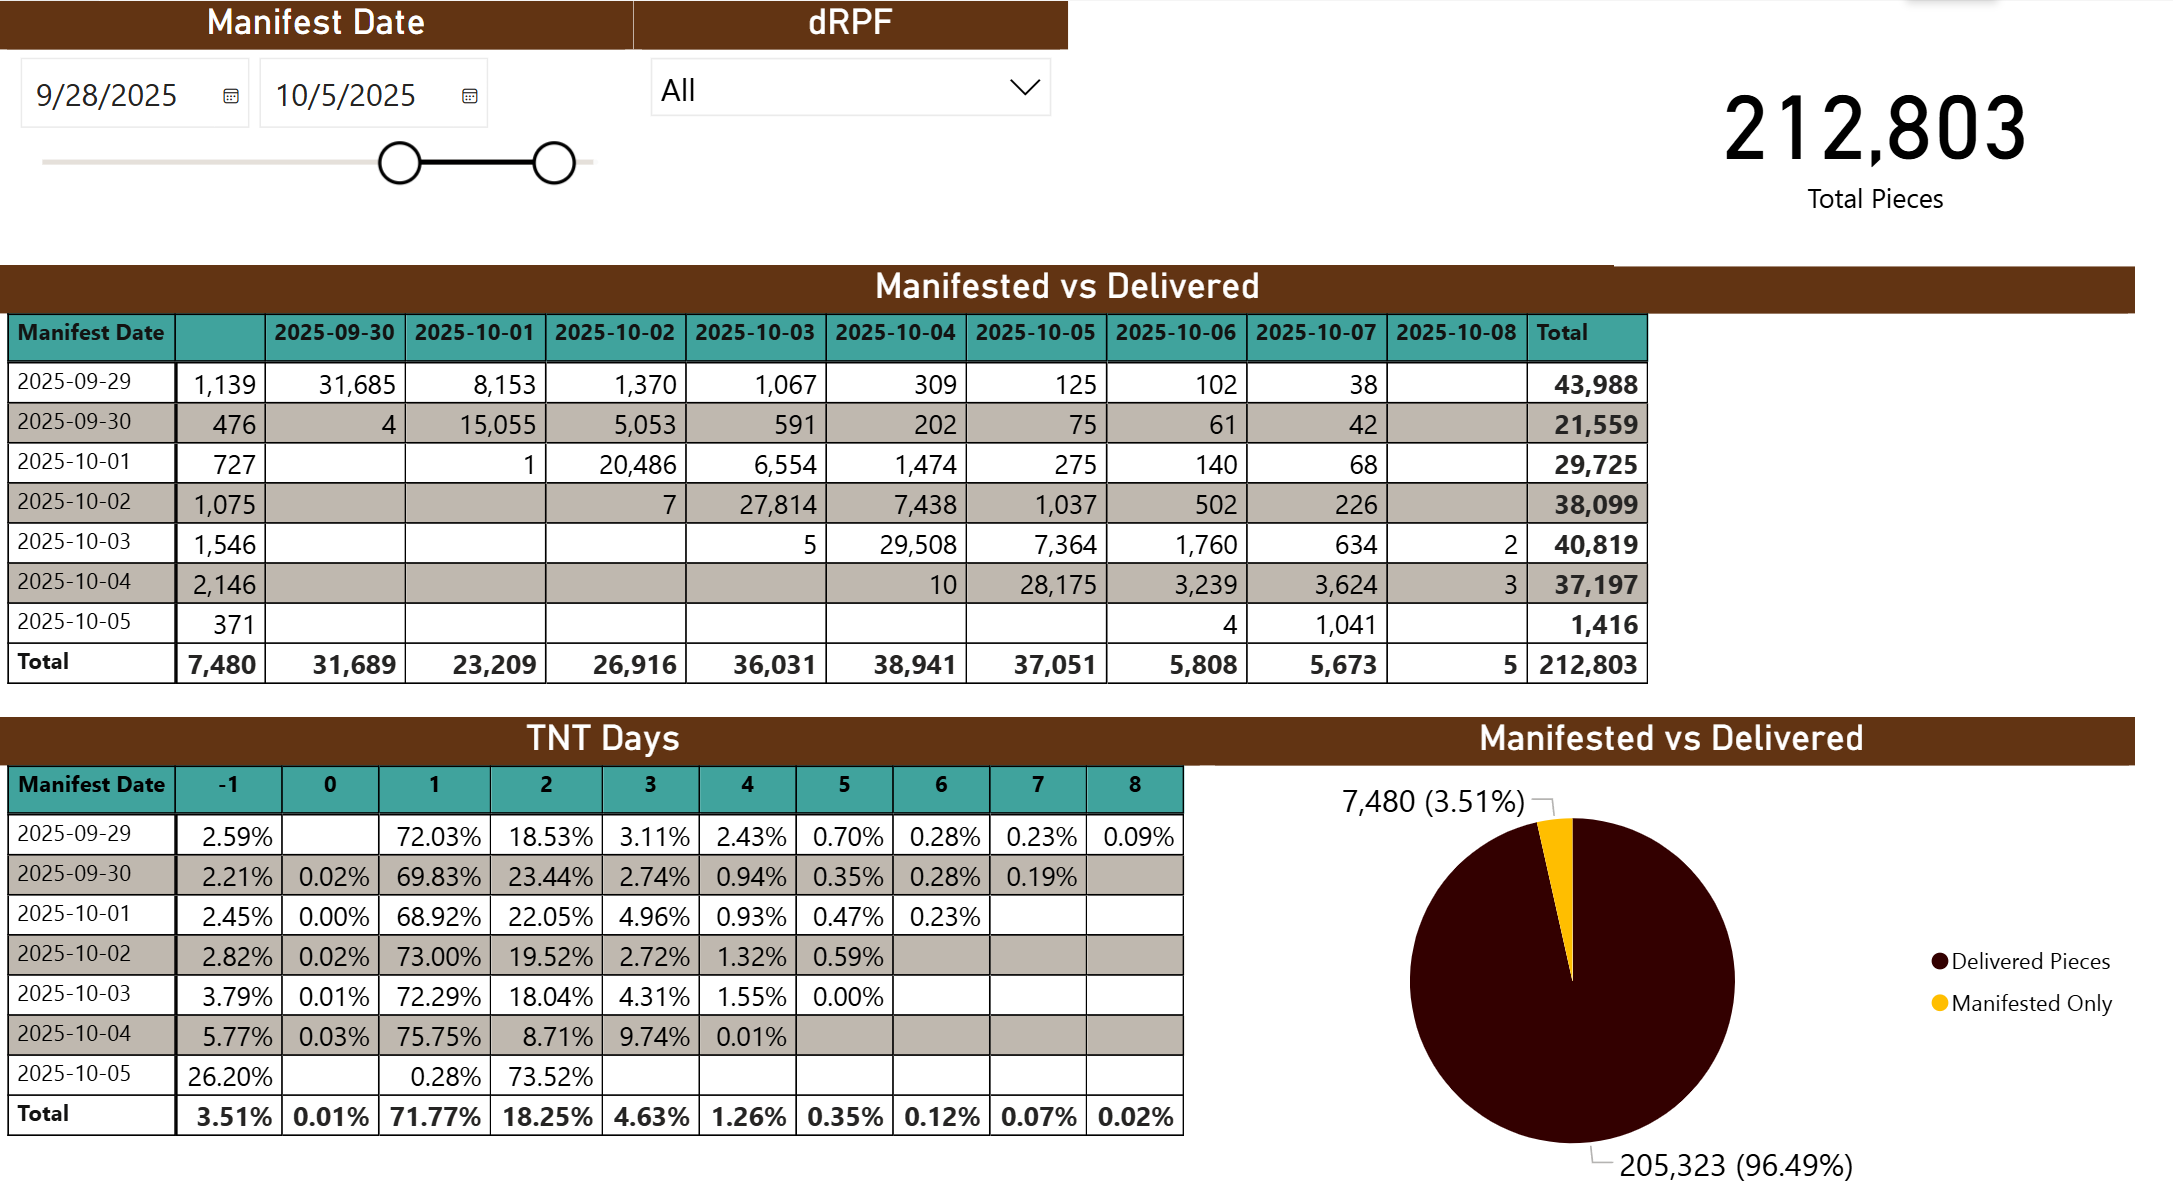 Manifest Date dRPF
9/28/2025 10/5/2025 All
212,803
Total Pieces
Manifested vs Delivered
Manifest Date 2025-09-30 2025-10-01 2025-10-02 2025-10-03 2025-10-04 2025-10-05 2025-10-06 2025-10-07 2025-10-08 Total
2025-09-29 1,139 31,685 8,153 1,370 1,067 309 125 102 38 43,988
2025-09-30 476 4 15,055 5,053 591 202 75 61 42 21,559
2025-10-01 727 1 20,486 6,554 1,474 275 140 68 29,725
2025-10-02 1,075 7 27,814 7,438 1,037 502 226 38,099
2025-10-03 1,546 5 29,508 7,364 1,760 634 2 40,819
2025-10-04 2,146 10 28,175 3,239 3,624 3 37,197
2025-10-05 371 4 1,041 1,416
Total 7,480 31,689 23,209 26,916 36,031 38,941 37,051 5,808 5,673 5 212,803
TNT Days
Manifest Date -1 0 1 2 3 4 5 6 7 8
2025-09-29 2.59% 72.03% 18.53% 3.11% 2.43% 0.70% 0.28% 0.23% 0.09%
2025-09-30 2.21% 0.02% 69.83% 23.44% 2.74% 0.94% 0.35% 0.28% 0.19%
2025-10-01 2.45% 0.00% 68.92% 22.05% 4.96% 0.93% 0.47% 0.23%
2025-10-02 2.82% 0.02% 73.00% 19.52% 2.72% 1.32% 0.59%
2025-10-03 3.79% 0.01% 72.29% 18.04% 4.31% 1.55% 0.00%
2025-10-04 5.77% 0.03% 75.75% 8.71% 9.74% 0.01%
2025-10-05 26.20% 0.28% 73.52%
Total 3.51% 0.01% 71.77% 18.25% 4.63% 1.26% 0.35% 0.12% 0.07% 0.02%
Manifested vs Delivered
7,480 (3.51%)
Delivered Pieces
Manifested Only
205,323 (96.49%)